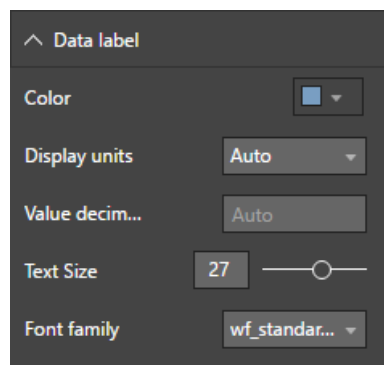 Data label
Color
Display units Auto
Value decim... Auto
Text Size 27
Font family wf_standar...